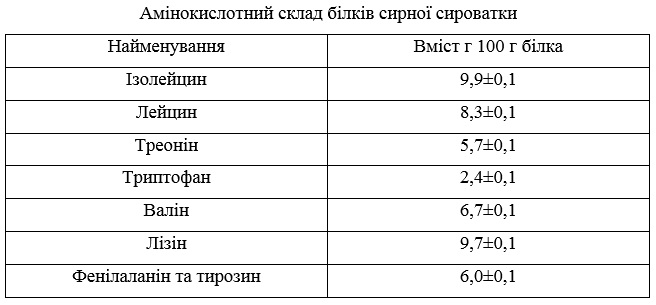 Амінокислотний склад білків сирної сироватки
Найменування Вміст г 100 г білка
Ізолейцин 9,9±0,1
Лейцин 8,3±0,1
Треонін 5,7±0,1
Триптофан 2,4±0,1
Валін 6,7±0,1
Лізін 9,7±0,1
Фенілаланін та тирозин 6,0±0,1